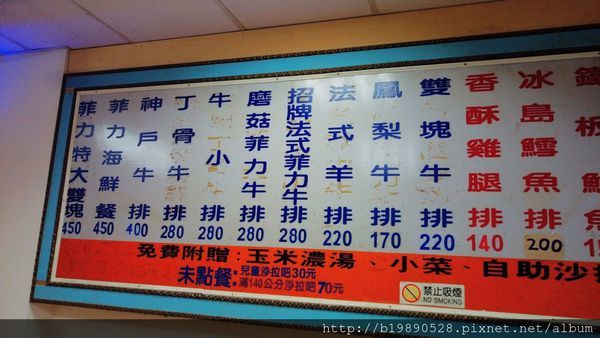 菲力特大雙塊 450
菲力海鮮餐 450
神戶牛排 400
丁骨牛排 280
牛小排 280
磨菇菲力牛排 280
招牌法式菲力牛排 280
法式羊排 220
鳳梨牛排 170
雙塊牛排 220
香酥雞腿排 140
冰島鱈魚排 200
鐵板
免費附贈:玉米濃湯、小菜、自助沙
未點餐:兒童沙拉吧30元
滿140公分沙拉吧70元
禁止吸煙
NO SMOKING
http://b19890528.pixnet.net/album